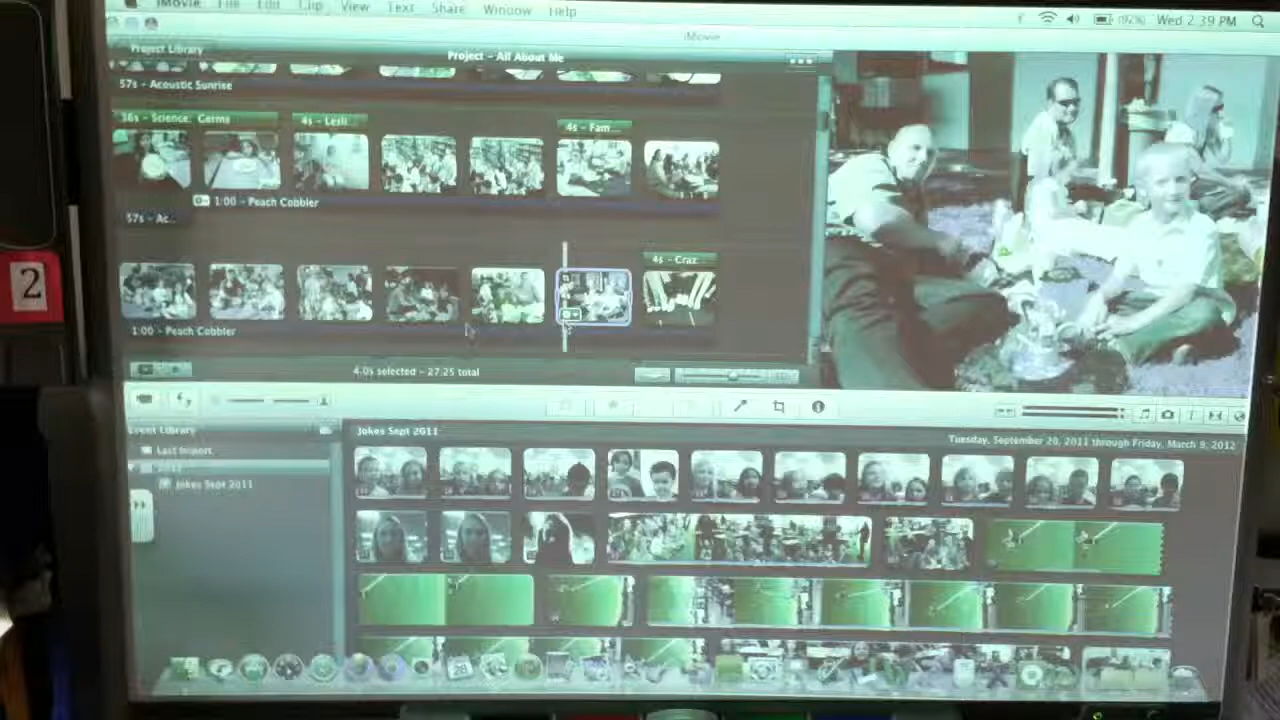 iMovie File Edit Clip View Text Share Window Help
(92%) Wed 2:39 PM
iMovie
Project Library
Project - All About Me
57s - Acoustic Sunrise
36s - Science: Germs
4s - Lesli
4s - Fam...
1:00 - Peach Cobbler
57s - Ac...
4s - Craz
2
1:00 - Peach Cobbler
4.0s selected - 27:25 total
Event Library
Jokes Sept 2011
Tuesday, September 20, 2011 through Friday, March 9, 2012
Last Import
Jokes Sept 2011